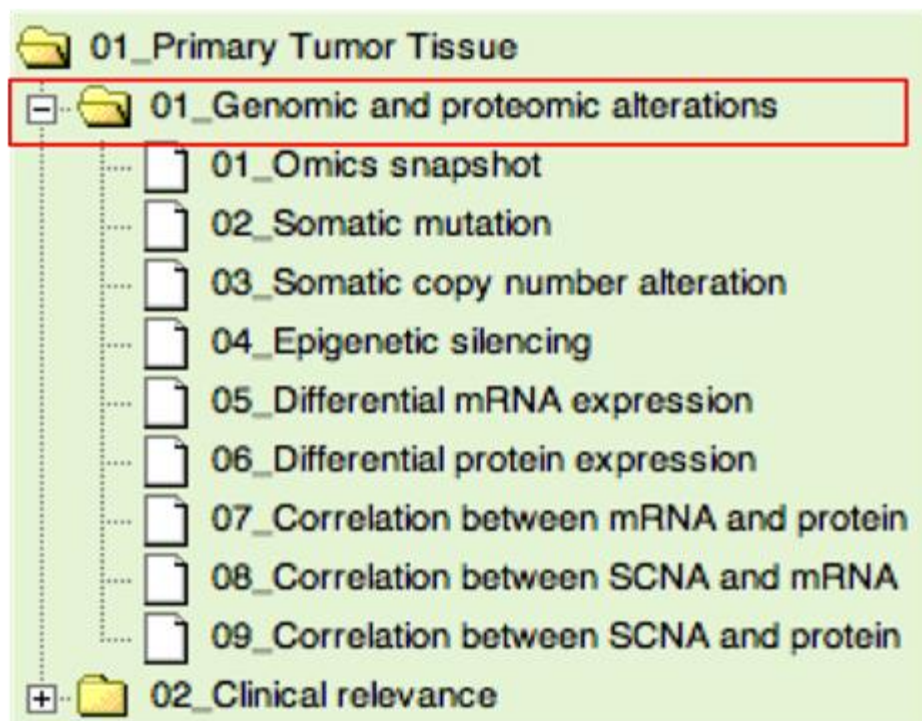 01_Primary Tumor Tissue
01_Genomic and proteomic alterations
01_Omics snapshot
02_Somatic mutation
03_Somatic copy number alteration
04_Epigenetic silencing
05_Differential mRNA expression
06_Differential protein expression
07_Correlation between mRNA and protein
08_Correlation between SCNA and mRNA
09_Correlation between SCNA and protein
02_Clinical relevance